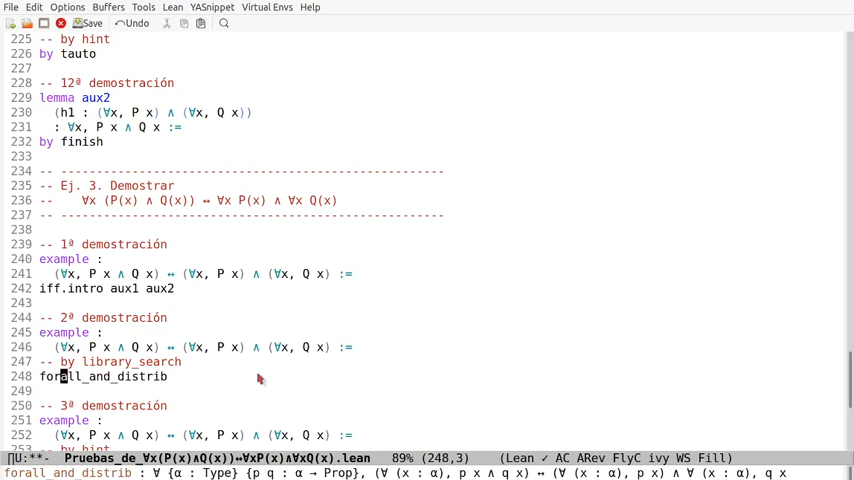 File Edit Options Buffers Tools Lean YASnippet Virtual Envs Help
Save Undo
225 -- by hint
226 by tauto
227
228 -- 12ª demostración
229 lemma aux2
230 (h1 : (∀x, P x) ∧ (∀x, Q x))
231 : ∀x, P x ∧ Q x :=
232 by finish
233
234 -- ---------------------------------------------------
235 -- Ej. 3. Demostrar
236 -- ∀x (P(x) ∧ Q(x)) ↔ ∀x P(x) ∧ ∀x Q(x)
237 -- ---------------------------------------------------
238
239 -- 1ª demostración
240 example :
241 (∀x, P x ∧ Q x) ↔ (∀x, P x) ∧ (∀x, Q x) :=
242 iff.intro aux1 aux2
243
244 -- 2ª demostración
245 example :
246 (∀x, P x ∧ Q x) ↔ (∀x, P x) ∧ (∀x, Q x) :=
247 -- by library_search
248 forall_and_distrib
249
250 -- 3ª demostración
251 example :
252 (∀x, P x ∧ Q x) ↔ (∀x, P x) ∧ (∀x, Q x) :=
253 -- by hint
∏U:**- Pruebas_de_∀x(P(x)∧Q(x))↔∀xP(x)∧∀xQ(x).lean 89% (248,3) (Lean ✓ AC ARev FlyC ivy WS Fill)
forall_and_distrib : ∀ {α : Type} {p q : α → Prop}, (∀ (x : α), p x ∧ q x) ↔ (∀ (x : α), p x) ∧ ∀ (x : α), q x